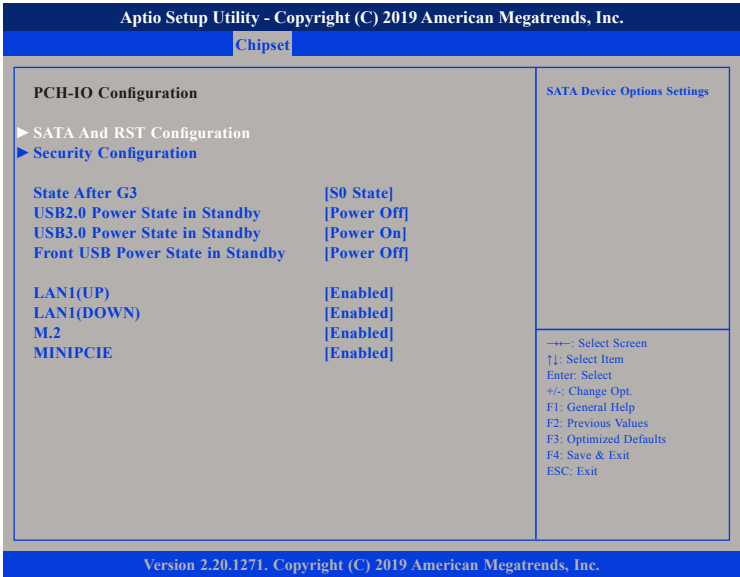 Aptio Setup Utility - Copyright (C) 2019 American Megatrends, Inc.
Chipset
PCH-IO Configuration
► SATA And RST Configuration
► Security Configuration
State After G3 [S0 State]
USB2.0 Power State in Standby [Power Off]
USB3.0 Power State in Standby [Power On]
Front USB Power State in Standby [Power Off]
LAN1(UP) [Enabled]
LAN1(DOWN) [Enabled]
M.2 [Enabled]
MINIPCIE [Enabled]
SATA Device Options Settings
→←: Select Screen
↑↓: Select Item
Enter: Select
+/-: Change Opt.
F1: General Help
F2: Previous Values
F3: Optimized Defaults
F4: Save & Exit
ESC: Exit
Version 2.20.1271. Copyright (C) 2019 American Megatrends, Inc.